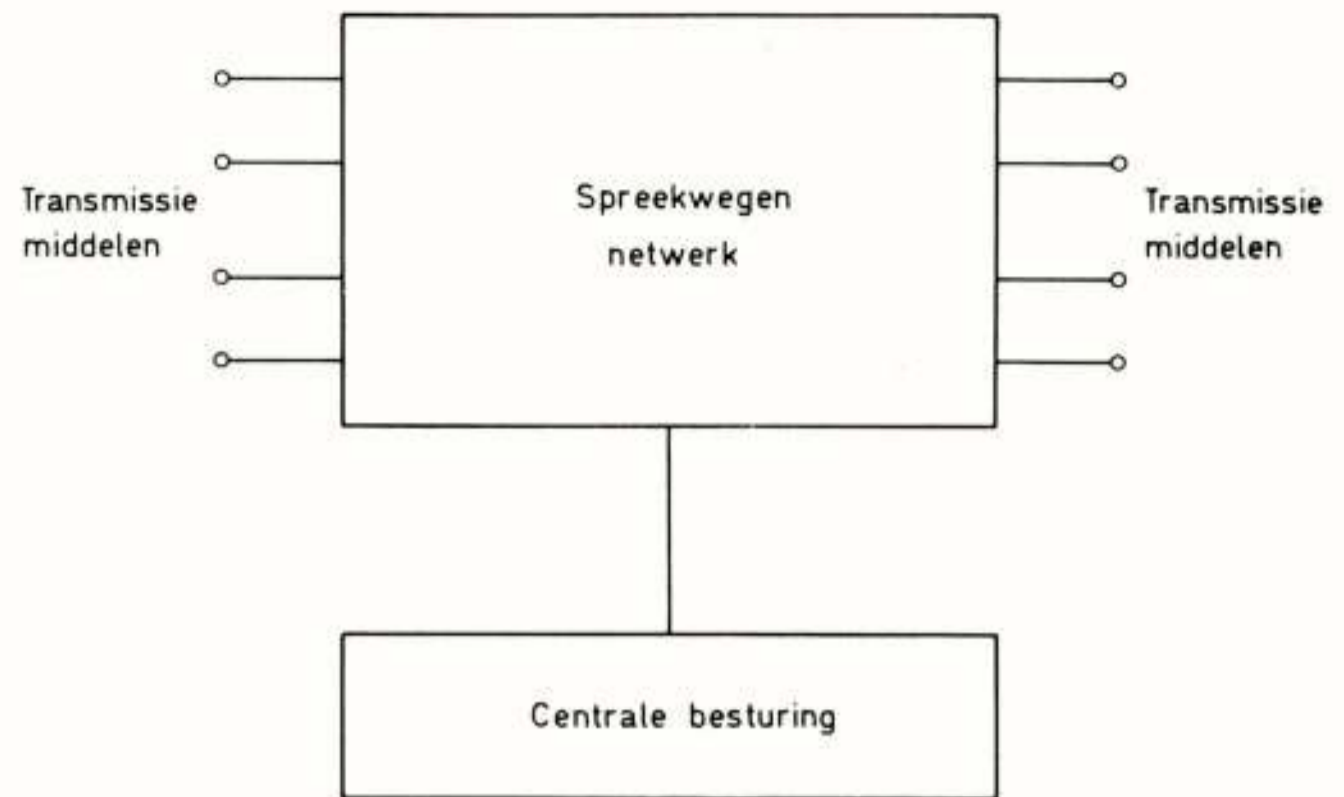 Transmissie
middelen
Spreekwegen
netwerk
Transmissie
middelen
Centrale besturing